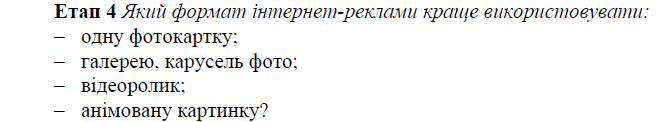 Етап 4 Який формат інтернет-реклами краще використовувати:
– одну фотокартку;
– галерею, карусель фото;
– відеоролик;
– анімовану картинку?